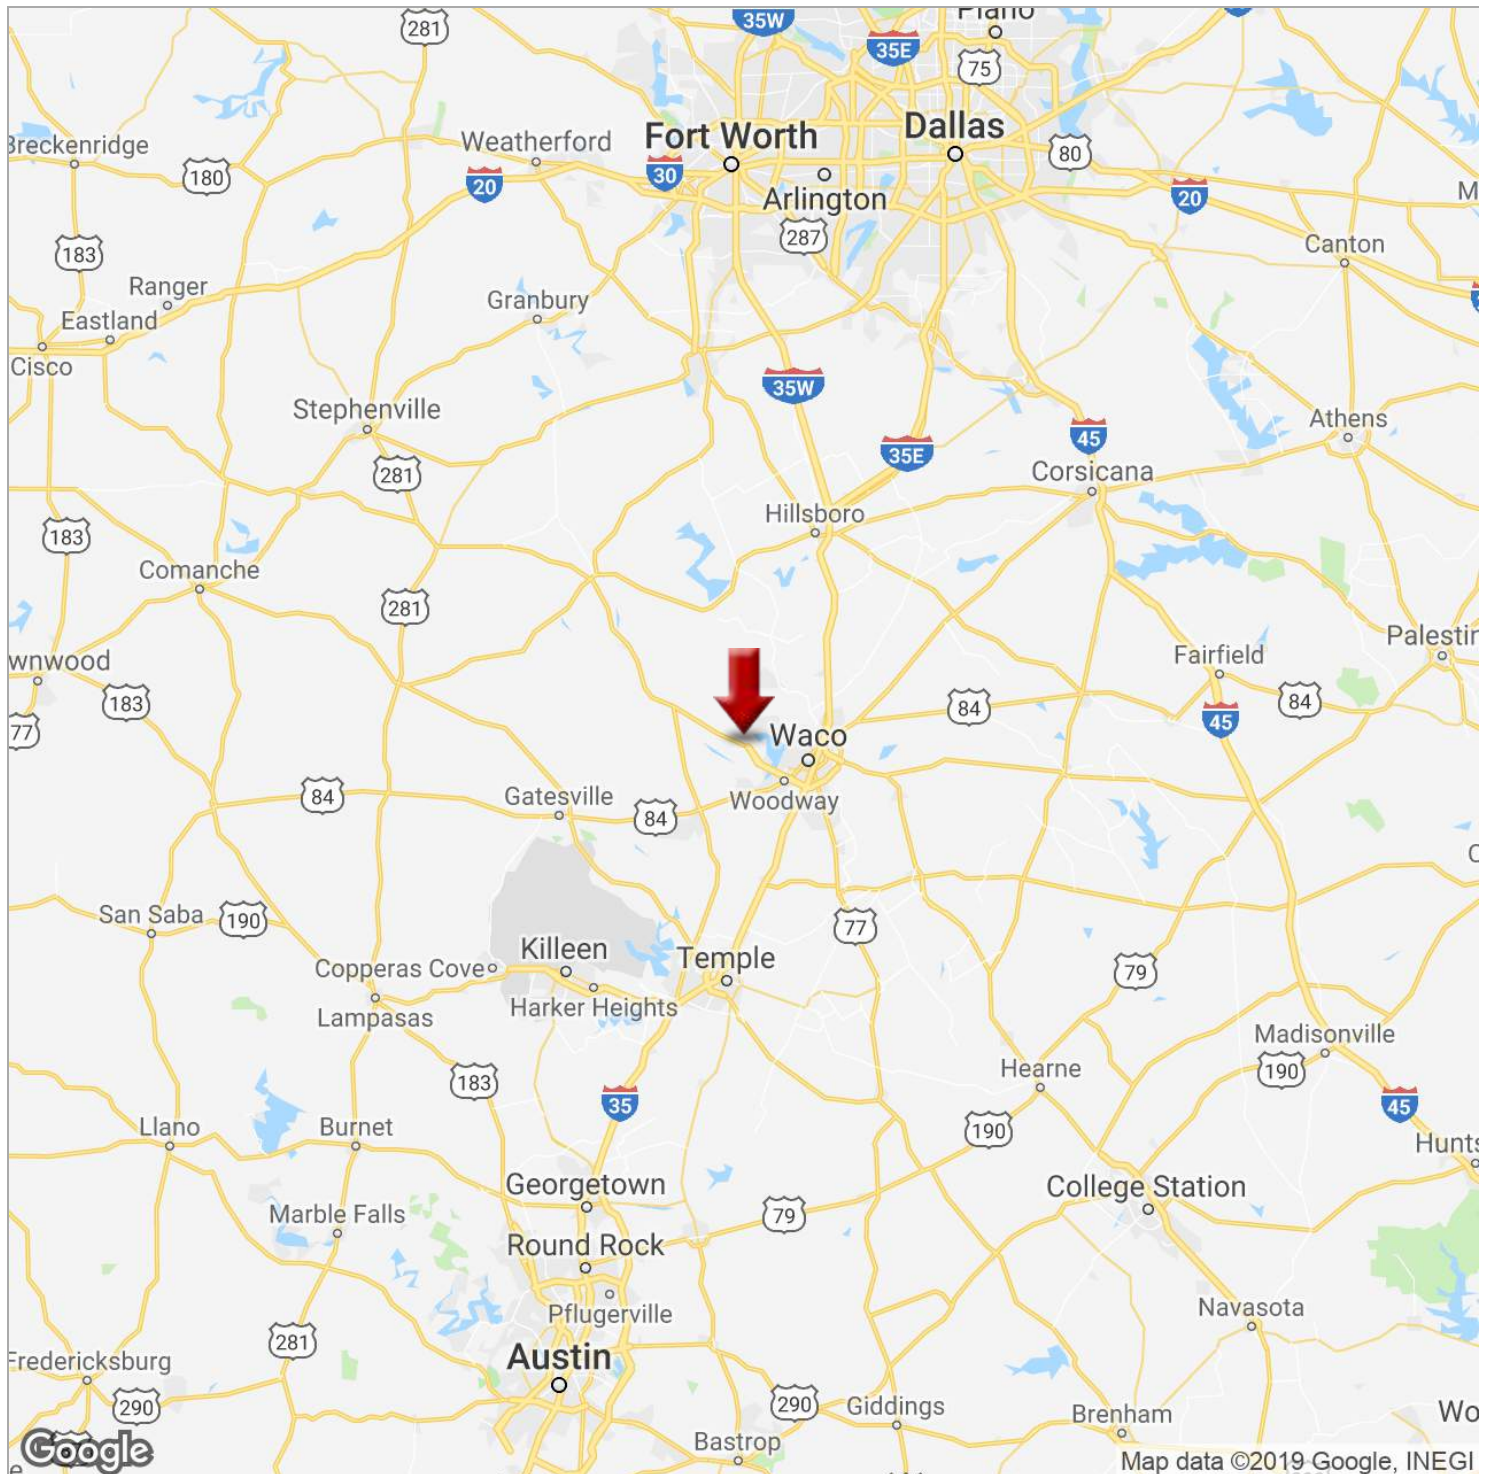 Plano
35W
281
35E
75
Fort Worth
Dallas
Breckenridge
Weatherford
80
180
20
30
Arlington
20
M
183
287
Canton
Ranger
Granbury
Eastland
Cisco
35W
Stephenville
Athens
45
281
35E
Corsicana
Hillsboro
183
Comanche
281
Palestin
wnwood
Fairfield
183
84
84
77
45
Waco
84
Gatesville
Woodway
84
C
San Saba
190
77
Killeen
Temple
Copperas Cove
79
Harker Heights
Lampasas
Madisonville
Hearne
190
183
35
45
Llano
Burnet
190
Hunts
Georgetown
College Station
Marble Falls
79
Round Rock
Pflugerville
Navasota
281
Fredericksburg
Austin
290
290
Giddings
Brenham
Wo
Bastrop
Google
e
Map data ©2019 Google, INEGI